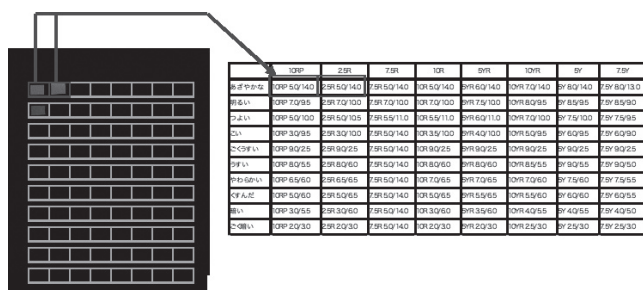 10RP 2.5R 7.5R 10R 5YR 10YR 5Y 7.5Y
あざやかな 10RP 5.0/14.0 2.5R 5.0/14.0 7.5R 5.0/14.0 10R 5.0/14.0 5YR 6.0/14.0 10YR 7.0/14.0 5Y 8.0/14.0 7.5Y 8.0/13.0
明るい 10RP 7.0/9.5 2.5R 7.0/10.0 7.5R 7.0/10.0 10R 7.0/10.0 5YR 7.5/10.0 10YR 8.0/9.5 5Y 8.5/9.5 7.5Y 8.5/9.0
つよい 10RP 5.0/10.0 2.5R 5.0/10.5 7.5R 5.5/11.0 10R 5.5/11.0 5YR 6.0/11.0 10YR 7.0/10.0 5Y 7.5/10.0 7.5Y 7.5/9.5
こい 10RP 3.0/9.5 2.5R 3.0/10.0 7.5R 5.0/14.0 10R 3.5/10.0 5YR 4.0/10.0 10YR 5.0/9.5 5Y 6.0/9.5 7.5Y 6.0/9.5
ごくうすい 10RP 9.0/2.5 2.5R 9.0/2.5 7.5R 5.0/14.0 10R 9.0/2.5 5YR 9.0/2.5 10YR 9.0/2.5 5Y 9.0/2.5 7.5Y 9.0/2.5
うすい 10RP 8.0/5.5 2.5R 8.0/6.0 7.5R 5.0/14.0 10R 8.0/6.0 5YR 8.0/6.0 10YR 8.5/5.5 5Y 9.0/5.5 7.5Y 9.0/5.0
やわらかい 10RP 6.5/6.0 2.5R 6.5/6.5 7.5R 5.0/14.0 10R 7.0/6.5 5YR 7.0/6.5 10YR 7.0/6.0 5Y 7.5/6.0 7.5Y 7.5/5.5
くすんだ 10RP 5.0/6.0 2.5R 5.0/6.5 7.5R 5.0/14.0 10R 5.0/6.5 5YR 5.5/6.5 10YR 5.5/6.0 5Y 6.0/6.0 7.5Y 6.0/5.5
暗い 10RP 3.0/5.5 2.5R 3.0/6.0 7.5R 5.0/14.0 10R 3.0/6.0 5YR 3.5/6.0 10YR 4.0/5.5 5Y 4.0/5.5 7.5Y 4.0/5.0
ごく暗い 10RP 2.0/3.0 2.5R 2.0/3.0 7.5R 5.0/14.0 10R 2.0/3.0 5YR 2.0/3.0 10YR 2.5/3.0 5Y 2.5/3.0 7.5Y 2.5/3.0